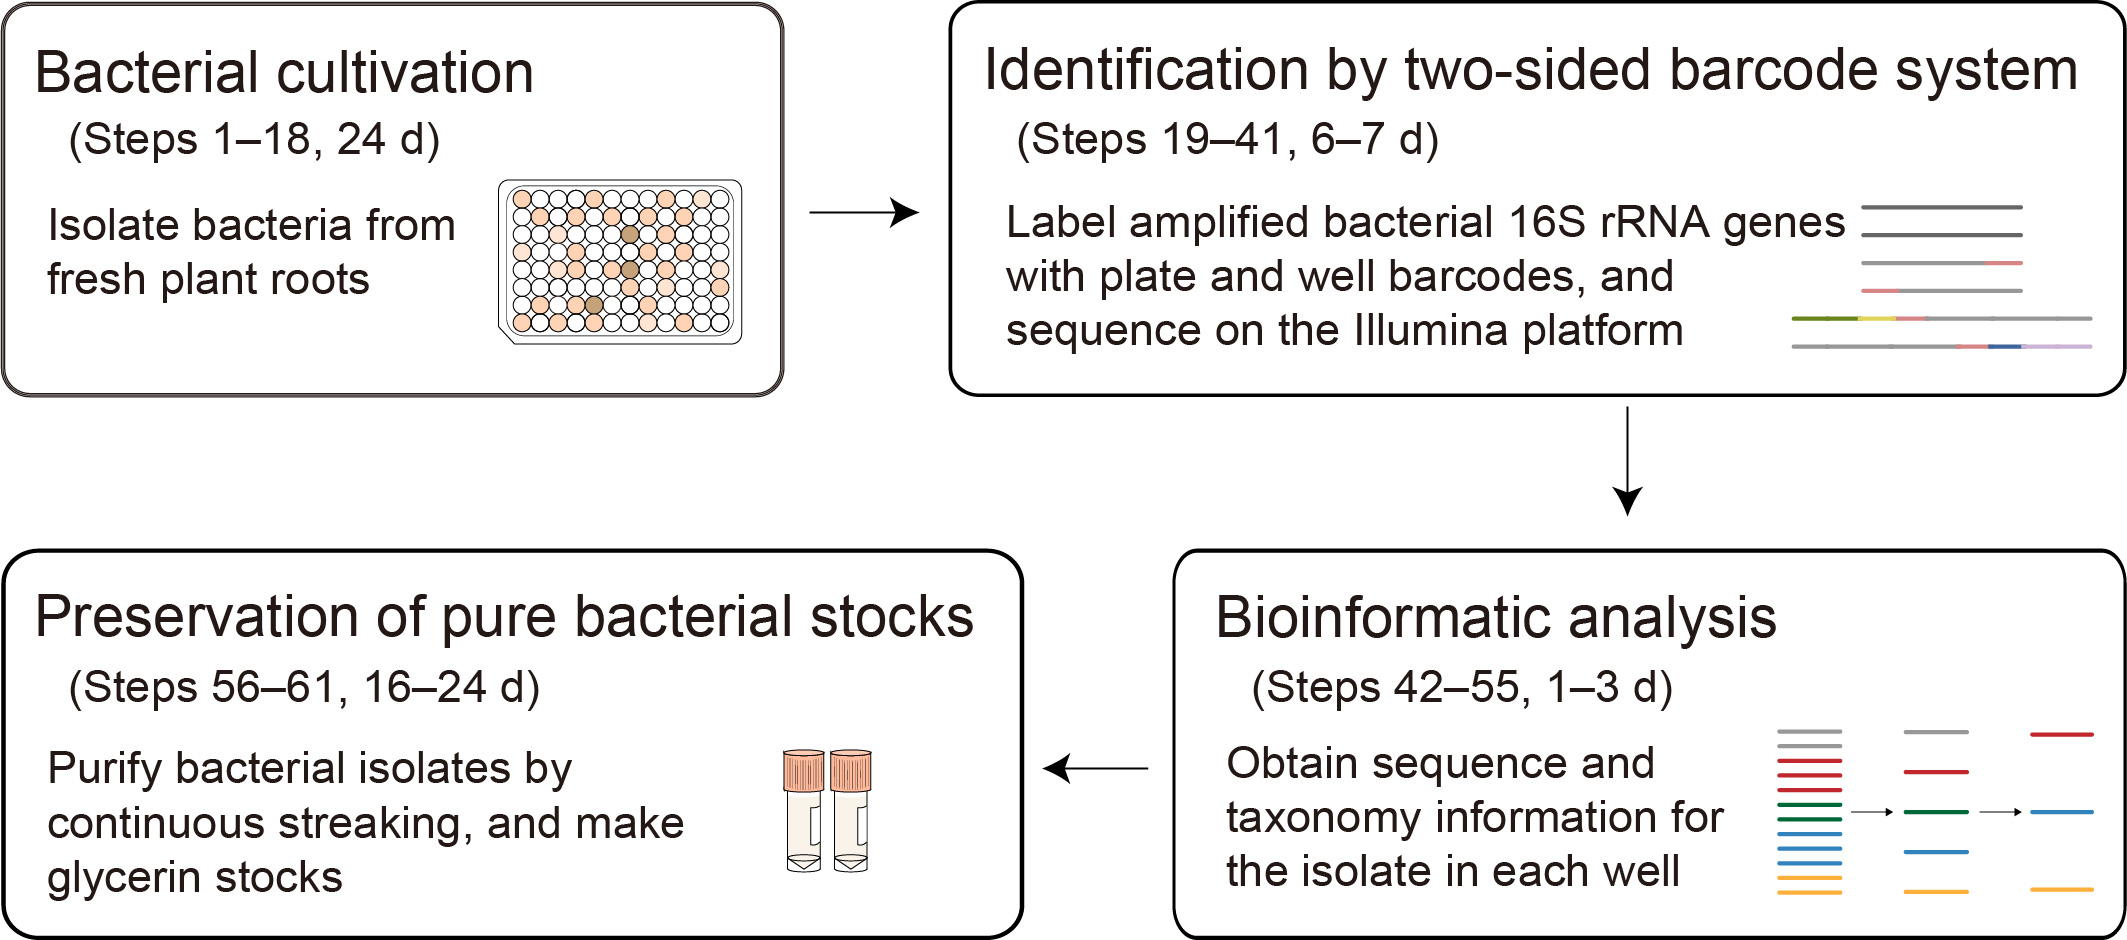 Bacterial cultivation
(Steps 1–18, 24 d)
Isolate bacteria from
fresh plant roots
Identification by two-sided barcode system
(Steps 19–41, 6–7 d)
Label amplified bacterial 16S rRNA genes
with plate and well barcodes, and
sequence on the Illumina platform
Preservation of pure bacterial stocks
(Steps 56–61, 16–24 d)
Purify bacterial isolates by
continuous streaking, and make
glycerin stocks
Bioinformatic analysis
(Steps 42–55, 1–3 d)
Obtain sequence and
taxonomy information for
the isolate in each well